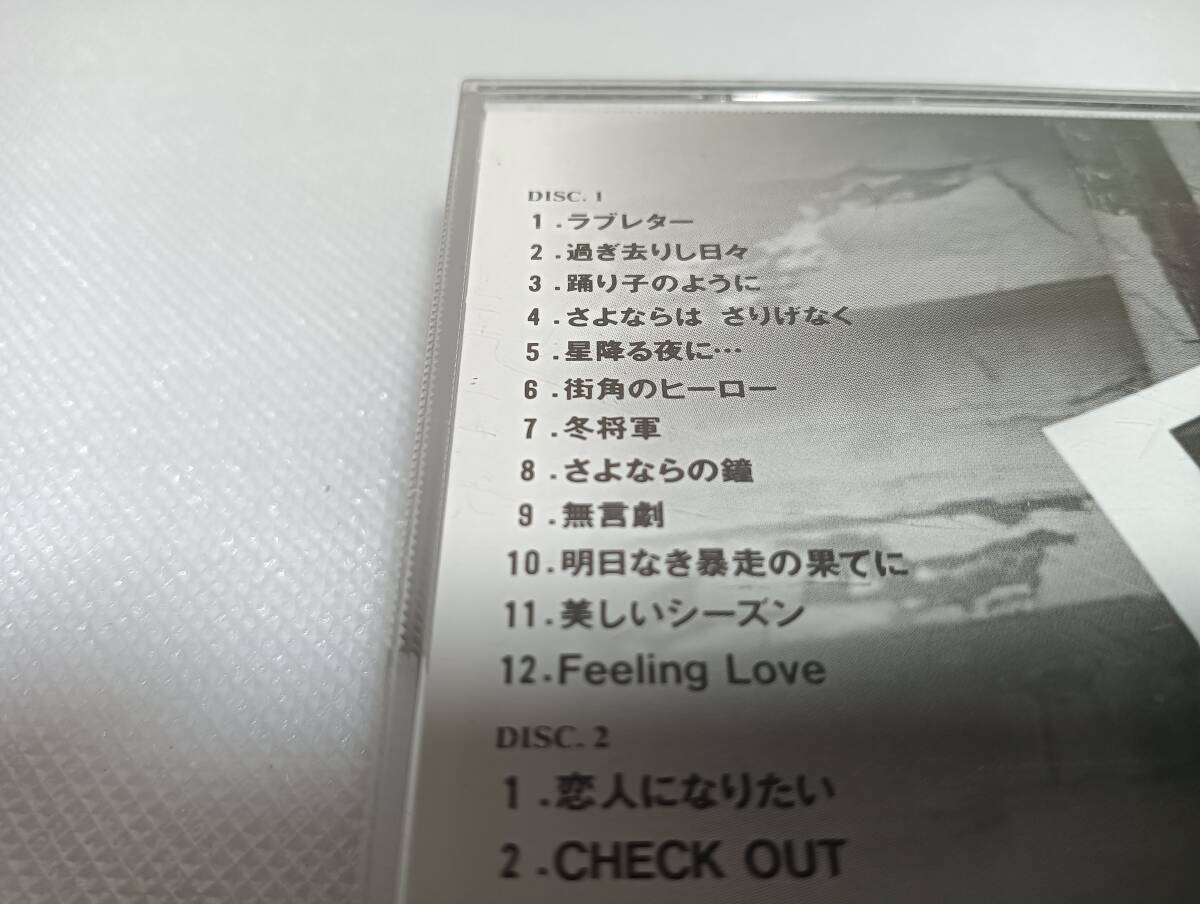 DISC. 1
1.ラブレター
2.過ぎ去りし日々
3.踊り子のように
4.さよならは さりげなく
5.星降る夜に…
6.街角のヒーロー
7.冬将軍
8.さよならの鐘
9.無言劇
10.明日なき暴走の果てに
11.美しいシーズン
12.Feeling Love
DISC. 2
1.恋人になりたい
2.CHECK OUT